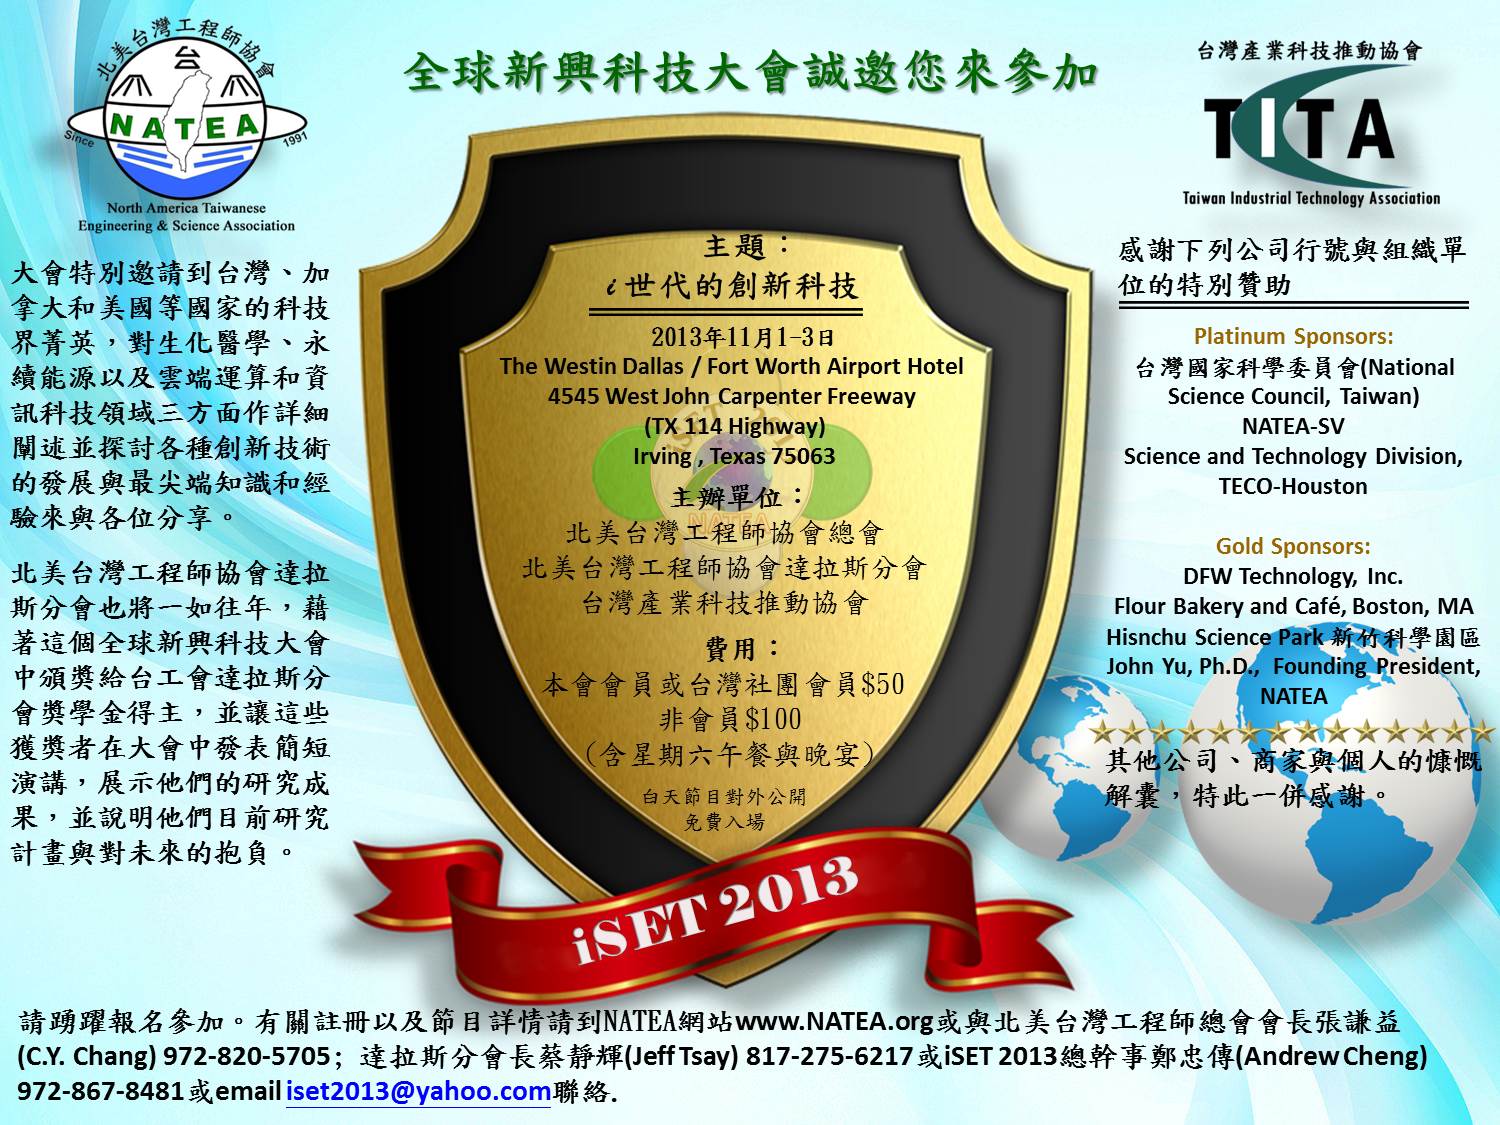 北美台灣工程師協會
台
NATEA
Since 1991
North America Taiwanese
Engineering & Science Association
全球新興科技大會誠邀您來參加
台灣產業科技推動協會
TITA
Taiwan Industrial Technology Association
大會特別邀請到台灣、加
拿大和美國等國家的科技
界菁英，對生化醫學、永
續能源以及雲端運算和資
訊科技領域三方面作詳細
闡述並探討各種創新技術
的發展與最尖端知識和經
驗來與各位分享。
北美台灣工程師協會達拉
斯分會也將一如往年，藉
著這個全球新興科技大會
中頒獎給台工會達拉斯分
會獎學金得主，並讓這些
獲獎者在大會中發表簡短
演講，展示他們的研究成
果，並說明他們目前研究
計畫與對未來的抱負。
主題：
i 世代的創新科技
2013年11月1-3日
The Westin Dallas / Fort Worth Airport Hotel
4545 West John Carpenter Freeway
(TX 114 Highway)
Irving , Texas 75063
主辦單位：
北美台灣工程師協會總會
北美台灣工程師協會達拉斯分會
台灣產業科技推動協會
費用：
本會會員或台灣社團會員$50
非會員$100
(含星期六午餐與晚宴)
白天節目對外公開
免費入場
NATEA
iSET 2013
感謝下列公司行號與組織單
位的特別贊助
Platinum Sponsors:
台灣國家科學委員會(National
Science Council, Taiwan)
NATEA-SV
Science and Technology Division,
TECO-Houston
Gold Sponsors:
DFW Technology, Inc.
Flour Bakery and Café, Boston, MA
Hisnchu Science Park 新竹科學園區
John Yu, Ph.D., Founding President,
NATEA
其他公司、商家與個人的慷慨
解囊，特此一併感謝。
請踴躍報名參加。有關註冊以及節目詳情請到NATEA網站www.NATEA.org或與北美台灣工程師總會會長張謙益
(C.Y. Chang) 972-820-5705; 達拉斯分會長蔡靜輝(Jeff Tsay) 817-275-6217或iSET 2013總幹事鄭忠傳(Andrew Cheng)
972-867-8481或email iset2013@yahoo.com聯絡.